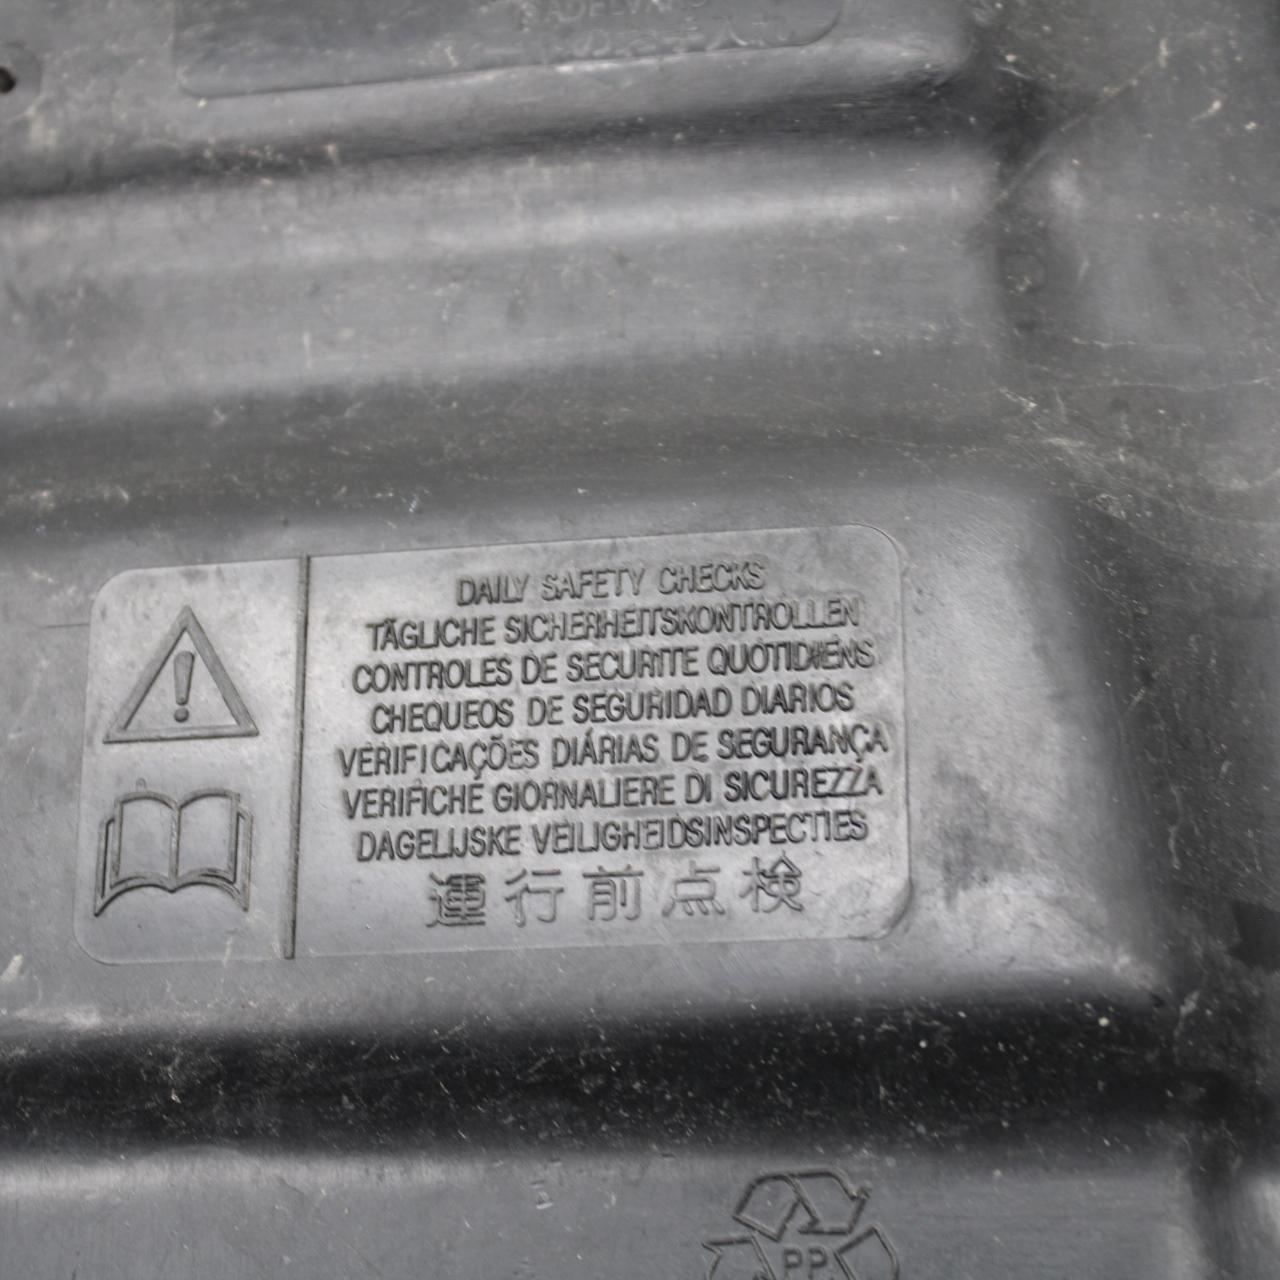 DAILY SAFETY CHECKS
TÄGLICHE SICHERHEITSKONTROLLEN
CONTROLES DE SECURITE QUOTIDIENS
CHEQUEOS DE SEGURIDAD DIARIOS
VERIFICAÇÕES DIÁRIAS DE SEGURANÇA
VERIFICHE GIORNALIERE DI SICUREZZA
DAGELIJSKE VEILIGHEIDSINSPECTIES
運行前点検
PP